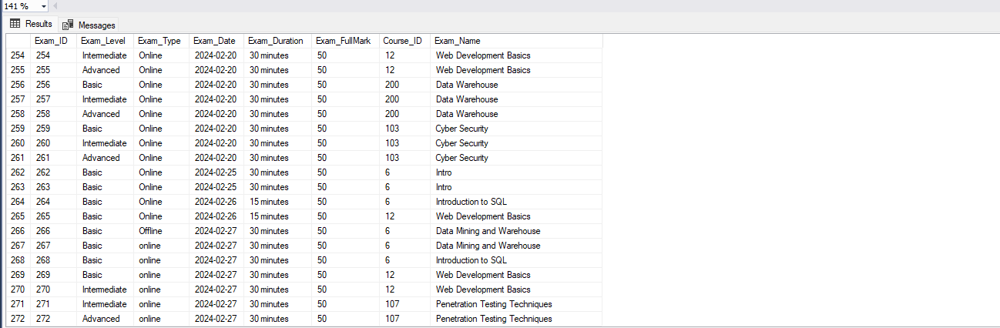 141 %
Results Messages
Exam_ID Exam_Level Exam_Type Exam_Date Exam_Duration Exam_FullMark Course_ID Exam_Name
254 254 Intermediate Online 2024-02-20 30 minutes 50 12 Web Development Basics
255 255 Advanced Online 2024-02-20 30 minutes 50 12 Web Development Basics
256 256 Basic Online 2024-02-20 30 minutes 50 200 Data Warehouse
257 257 Intermediate Online 2024-02-20 30 minutes 50 200 Data Warehouse
258 258 Advanced Online 2024-02-20 30 minutes 50 200 Data Warehouse
259 259 Basic Online 2024-02-20 30 minutes 50 103 Cyber Security
260 260 Intermediate Online 2024-02-20 30 minutes 50 103 Cyber Security
261 261 Advanced Online 2024-02-20 30 minutes 50 103 Cyber Security
262 262 Basic Online 2024-02-25 30 minutes 50 6 Intro
263 263 Basic Online 2024-02-25 30 minutes 50 6 Intro
264 264 Basic Online 2024-02-26 15 minutes 50 6 Introduction to SQL
265 265 Basic Online 2024-02-26 15 minutes 50 12 Web Development Basics
266 266 Basic Offline 2024-02-27 30 minutes 50 6 Data Mining and Warehouse
267 267 Basic online 2024-02-27 30 minutes 50 6 Data Mining and Warehouse
268 268 Basic online 2024-02-27 30 minutes 50 6 Introduction to SQL
269 269 Basic online 2024-02-27 30 minutes 50 12 Web Development Basics
270 270 Intermediate online 2024-02-27 30 minutes 50 12 Web Development Basics
271 271 Intermediate online 2024-02-27 30 minutes 50 107 Penetration Testing Techniques
272 272 Advanced online 2024-02-27 30 minutes 50 107 Penetration Testing Techniques